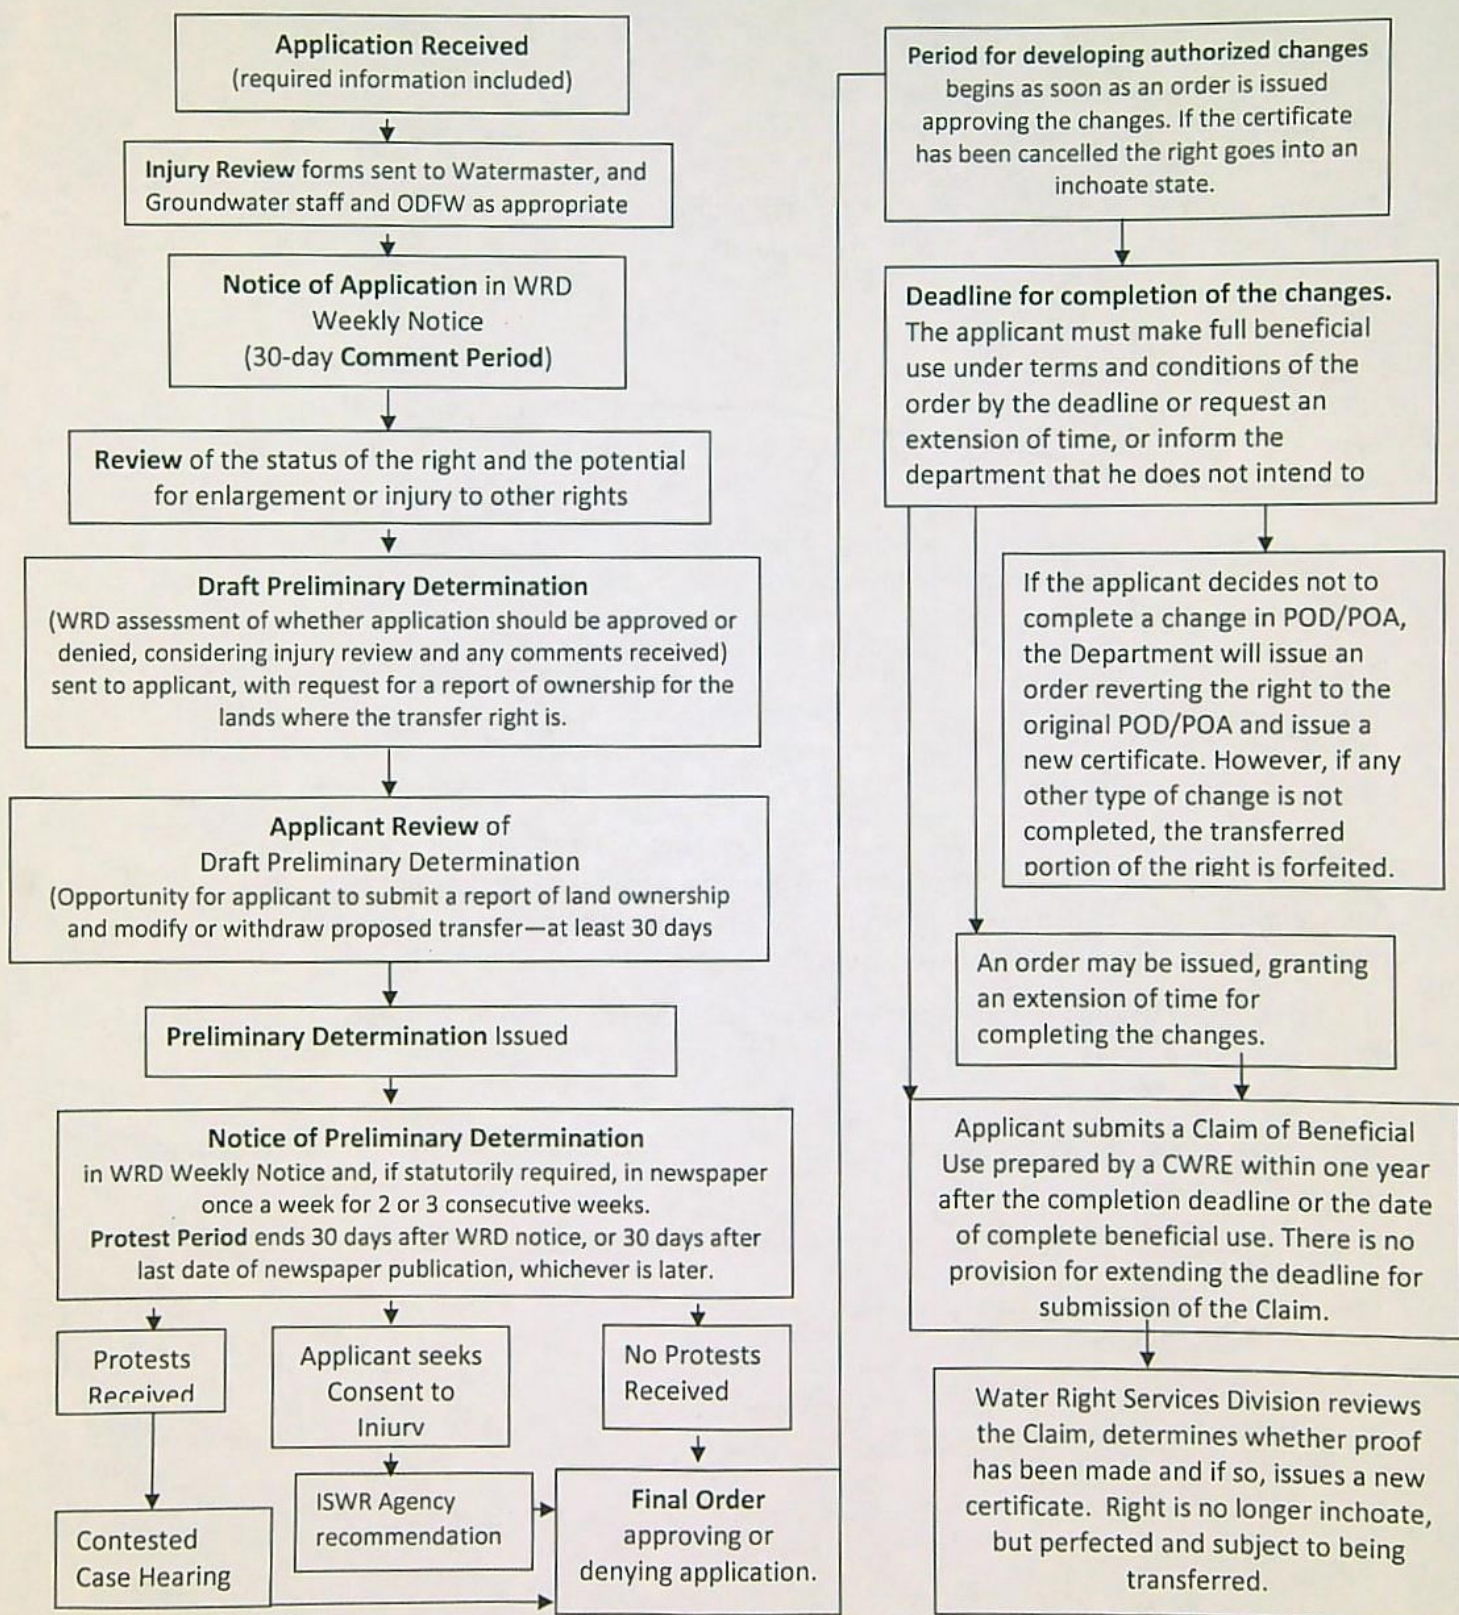 Application Received
(required information included)
Injury Review forms sent to Watermaster, and
Groundwater staff and ODFW as appropriate
Notice of Application in WRD
Weekly Notice
(30-day Comment Period)
Review of the status of the right and the potential
for enlargement or injury to other rights
Draft Preliminary Determination
(WRD assessment of whether application should be approved or
denied, considering injury review and any comments received)
sent to applicant, with request for a report of ownership for the
lands where the transfer right is.
Applicant Review of
Draft Preliminary Determination
(Opportunity for applicant to submit a report of land ownership
and modify or withdraw proposed transfer—at least 30 days
Preliminary Determination Issued
Notice of Preliminary Determination
in WRD Weekly Notice and, if statutorily required, in newspaper
once a week for 2 or 3 consecutive weeks.
Protest Period ends 30 days after WRD notice, or 30 days after
last date of newspaper publication, whichever is later.
Protests
Received
Applicant seeks
Consent to
Injury
No Protests
Received
Contested
Case Hearing
ISWR Agency
recommendation
Final Order
approving or
denying application.
Period for developing authorized changes
begins as soon as an order is issued
approving the changes. If the certificate
has been cancelled the right goes into an
inchoate state.
Deadline for completion of the changes.
The applicant must make full beneficial
use under terms and conditions of the
order by the deadline or request an
extension of time, or inform the
department that he does not intend to
If the applicant decides not to
complete a change in POD/POA,
the Department will issue an
order reverting the right to the
original POD/POA and issue a
new certificate. However, if any
other type of change is not
completed, the transferred
portion of the right is forfeited.
An order may be issued, granting
an extension of time for
completing the changes.
Applicant submits a Claim of Beneficial
Use prepared by a CWRE within one year
after the completion deadline or the date
of complete beneficial use. There is no
provision for extending the deadline for
submission of the Claim.
Water Right Services Division reviews
the Claim, determines whether proof
has been made and if so, issues a new
certificate. Right is no longer inchoate,
but perfected and subject to being
transferred.